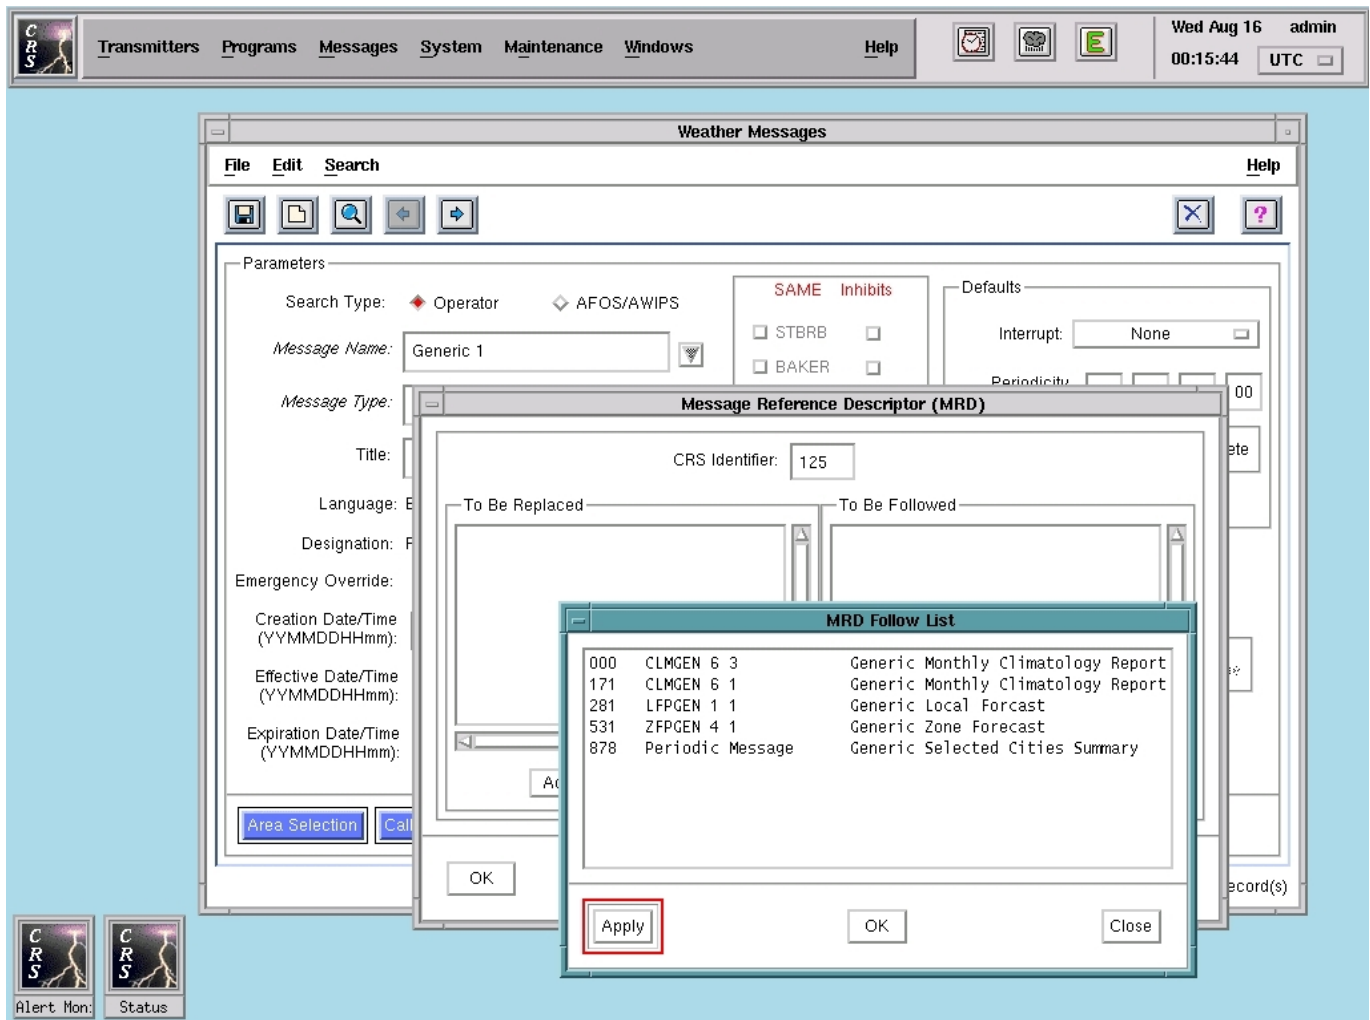 CRS
Transmitters Programs Messages System Maintenance Windows Help
E
Wed Aug 16 admin
00:15:44 UTC
Weather Messages
File Edit Search Help
?
Parameters
Search Type: Operator AFOS/AWIPS
Message Name: Generic 1
Message Type:
Title:
Language: E
Designation: F
Emergency Override:
Creation Date/Time
(YYMMDDHHmm):
Effective Date/Time
(YYMMDDHHmm):
Expiration Date/Time
(YYMMDDHHmm):
Area Selection Call
SAME Inhibits
STBRB
BAKER
Defaults
Interrupt: None
Periodicity
00
ete
ecord(s)
Message Reference Descriptor (MRD)
CRS Identifier: 125
To Be Replaced To Be Followed
OK
MRD Follow List
000 CLMGEN 6 3 Generic Monthly Climatology Report
171 CLMGEN 6 1 Generic Monthly Climatology Report
281 LFPGEN 1 1 Generic Local Forcast
531 ZFPGEN 4 1 Generic Zone Forecast
878 Periodic Message Generic Selected Cities Summary
Apply OK Close
CRS
Alert Mon:
CRS
Status